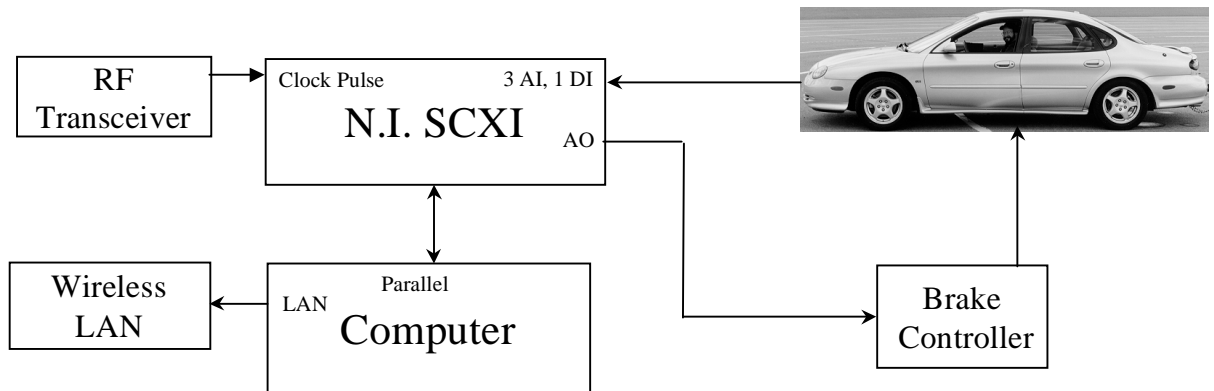 RF
Transceiver
Clock Pulse
3 AI, 1 DI
N.I. SCXI
AO
Wireless
LAN
Parallel
LAN
Computer
Brake
Controller